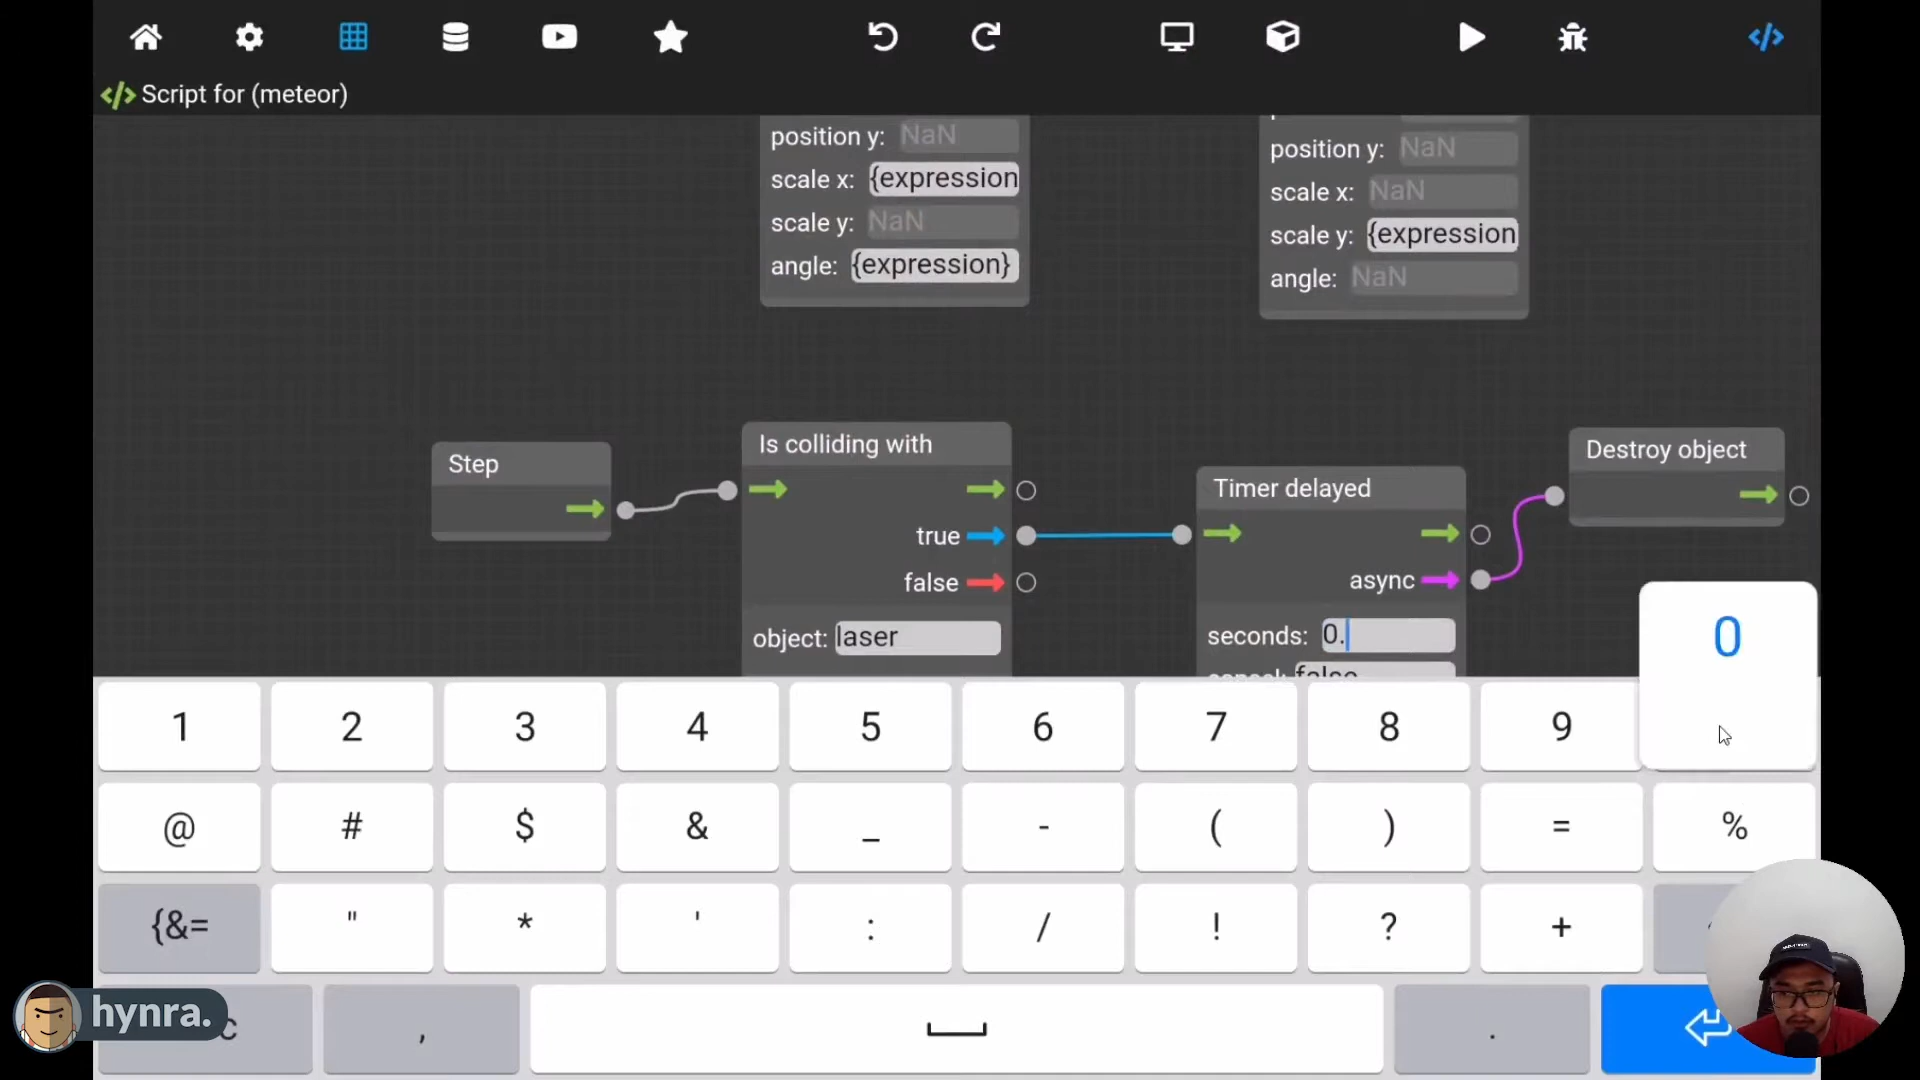 Script for (meteor)
position y: NaN
scale x: {expression
scale y: NaN
angle: {expression}
position y: NaN
scale x: NaN
scale y: {expression
angle: NaN
Step
Is colliding with
true
false
object: laser
Timer delayed
async
seconds: 0.
false
Destroy object
0
1 2 3 4 5 6 7 8 9
@ # $ & _ - ( ) = %
{&= " * ' : / ! ? +
, .
hynra.